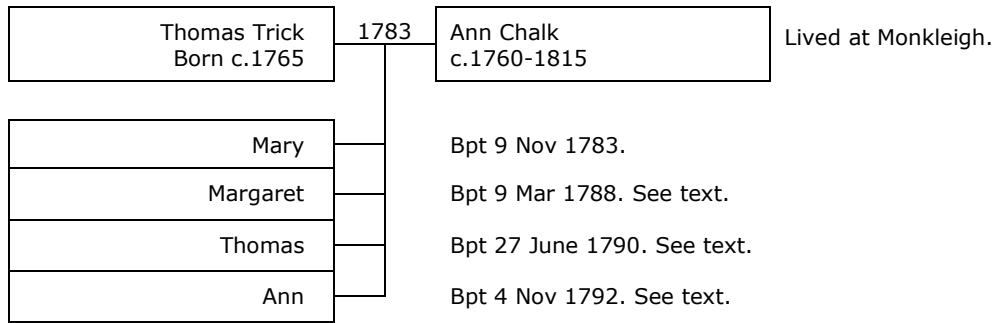 Thomas Trick
Born c.1765
1783
Ann Chalk
c.1760-1815
Lived at Monkleigh.
Mary
Bpt 9 Nov 1783.
Margaret
Bpt 9 Mar 1788. See text.
Thomas
Bpt 27 June 1790. See text.
Ann
Bpt 4 Nov 1792. See text.